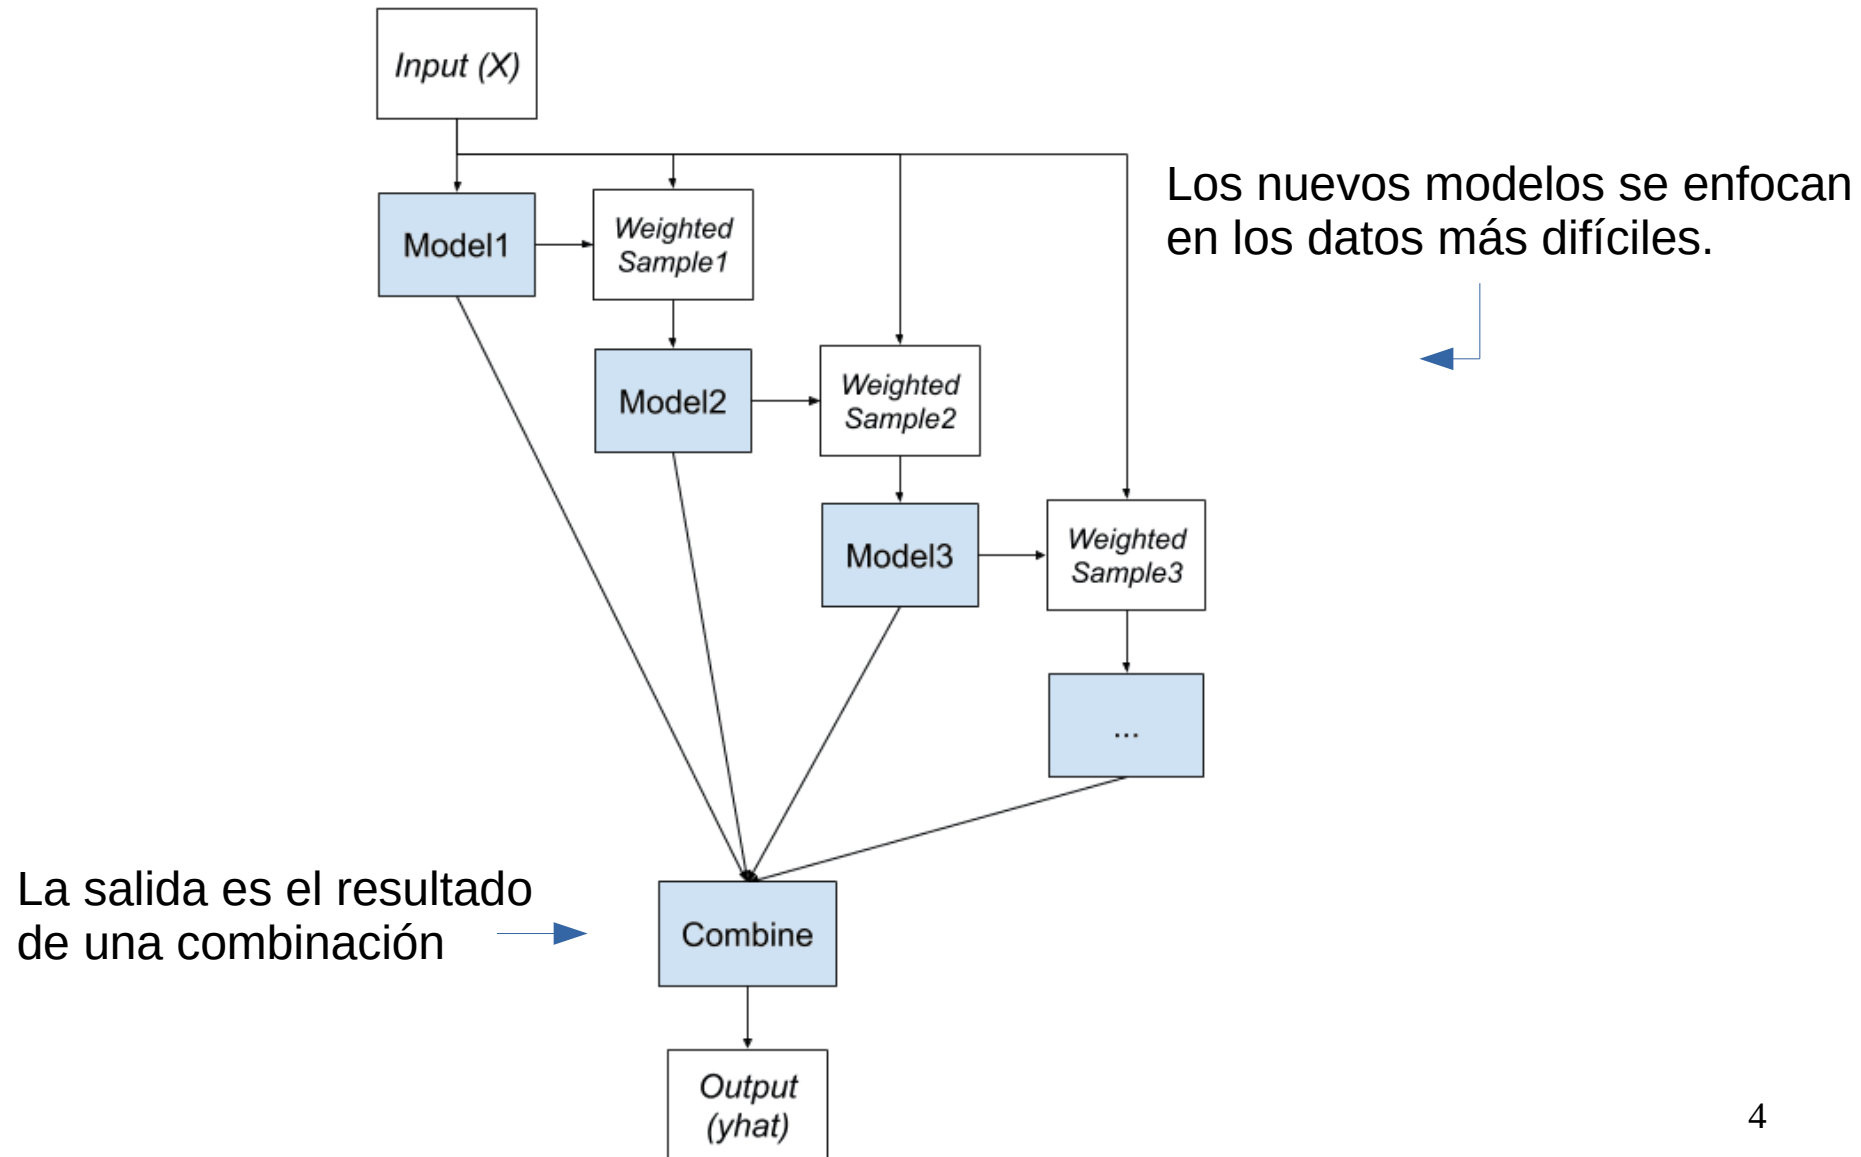 Input (X)
Los nuevos modelos se enfocan
en los datos más difíciles.
Model1
Weighted
Sample1
Model2
Weighted
Sample2
Model3
Weighted
Sample3
...
La salida es el resultado
de una combinación
Combine
Output
(yhat)
4